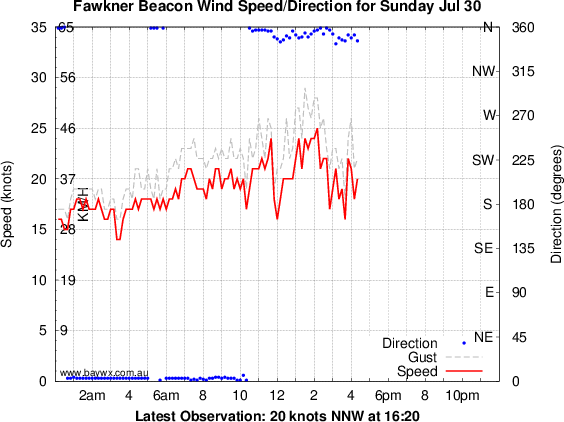 Fawkner Beacon Wind Speed/Direction for Sunday Jul 30
35 65 N 360
30 56 NW 315
25 46 W 270
20 37 SW 225
KM/H
S 180
28
15 SE 135
10 19 E 90
5 9 NE 45
0 0
Speed (knots)
Direction (degrees)
Direction
Gust
Speed
www.baywx.com.au
2am 4 6am 8 10 12 2 4 6pm 8 10pm
Latest Observation: 20 knots NNW at 16:20